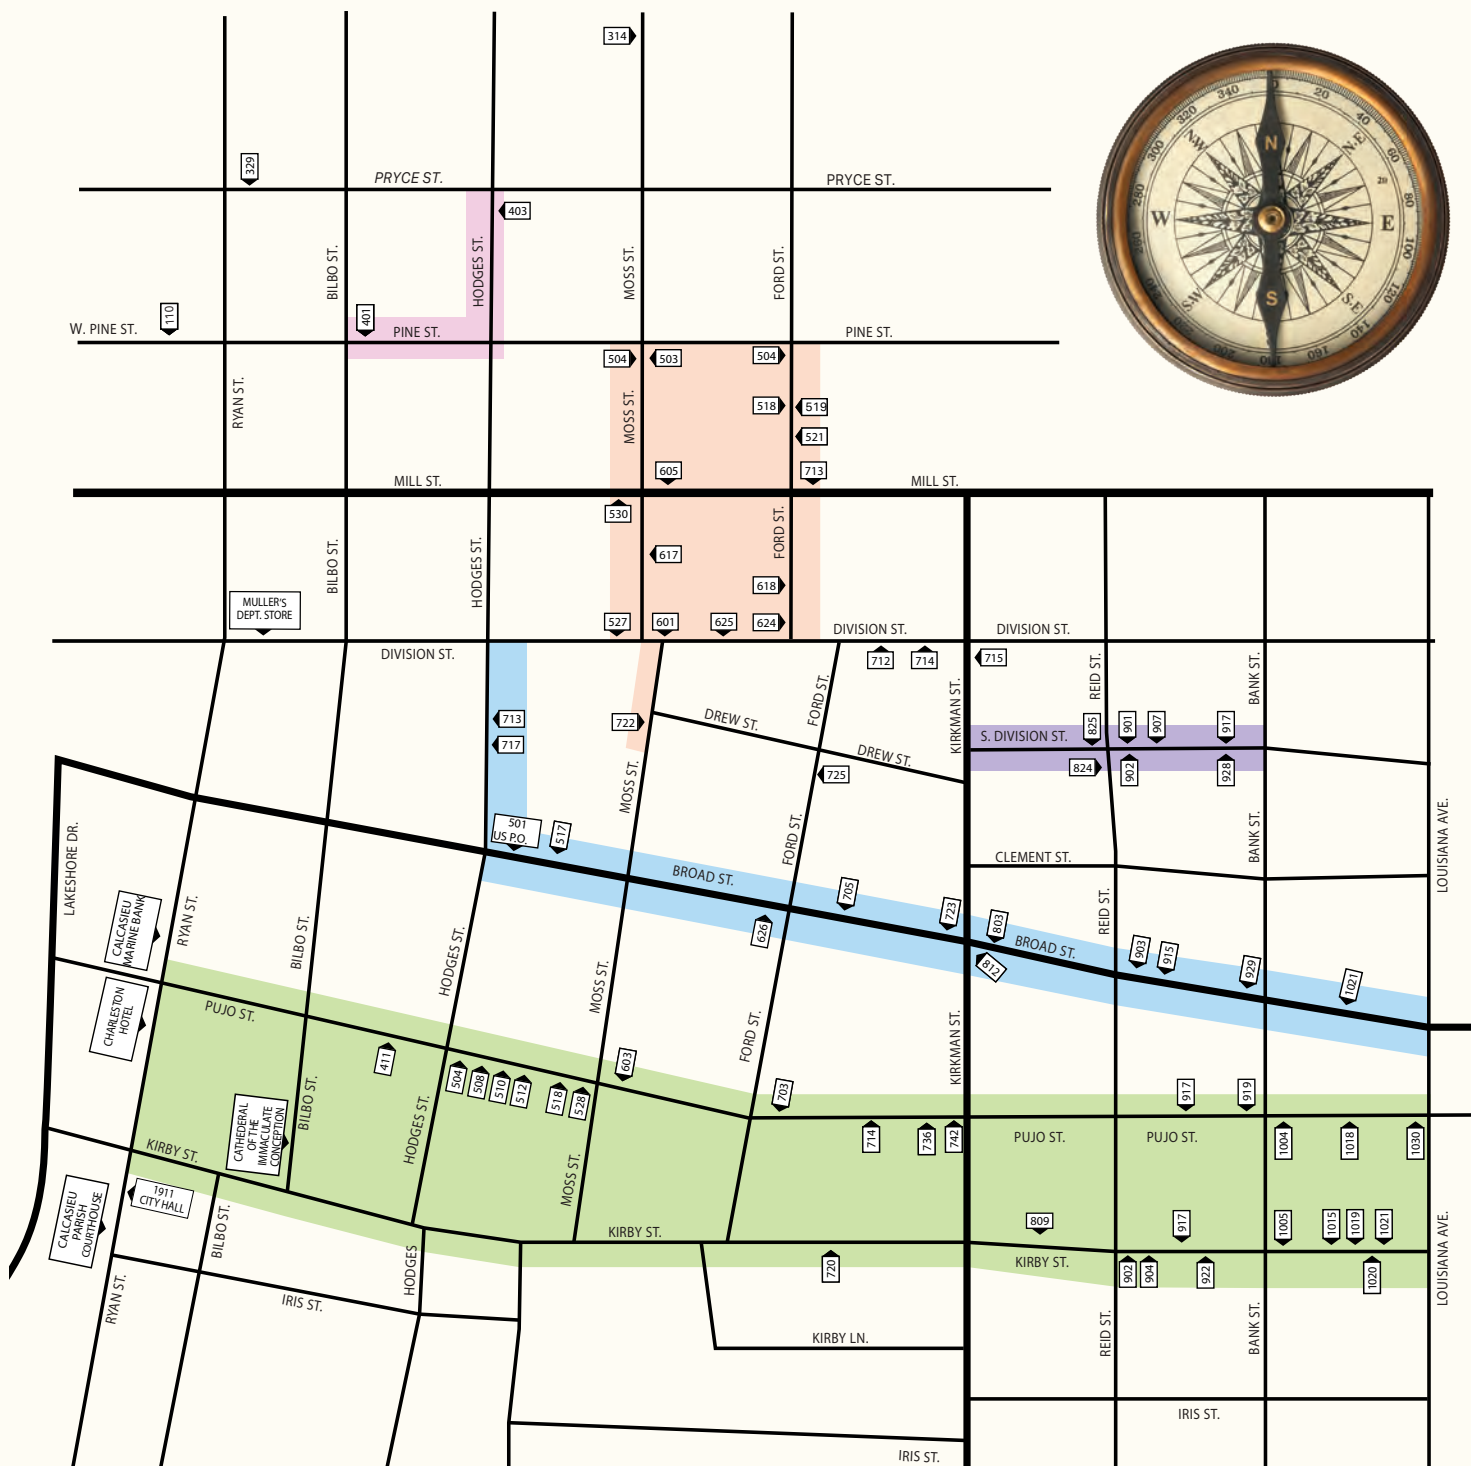 314
329
PRYCE ST.
PRYCE ST.
403
BILBO ST.
HODGES ST.
MOSS ST.
FORD ST.
110
W. PINE ST.
401
PINE ST.
PINE ST.
504
503
504
RYAN ST.
MOSS ST.
518
519
521
605
713
MILL ST.
MILL ST.
530
BILBO ST.
HODGES ST.
617
FORD ST.
618
MULLER'S
DEPT. STORE
527
601
625
624
DIVISION ST.
DIVISION ST.
DIVISION ST.
712
714
715
REID ST.
BANK ST.
713
717
722
DREW ST.
FORD ST.
DREW ST.
KIRKMAN ST.
S. DIVISION ST.
825
901
907
917
824
902
928
725
MOSS ST.
501
US P.O.
517
FORD ST.
BANK ST.
LAKESHORE DR.
CLEMENT ST.
LOUISIANA AVE.
BROAD ST.
705
723
803
BROAD ST.
626
812
REID ST.
903
915
929
1021
CALCASIEU
MARINE BANK
RYAN ST.
BILBO ST.
HODGES ST.
MOSS ST.
CHARLESTON
HOTEL
PUJO ST.
FORD ST.
KIRKMAN ST.
411
504
508
510
512
518
528
603
703
917
919
714
736
742
PUJO ST.
PUJO ST.
1004
1018
1030
CATHEDERAL
OF THE
IMMACULATE
CONCEPTION
BILBO ST.
HODGES ST.
MOSS ST.
KIRBY ST.
1911
CITY HALL
CALCASIEU
PARISH
COURTHOUSE
BILBO ST.
KIRBY ST.
809
917
1005
1015
1019
1021
KIRBY ST.
720
902
904
922
1020
LOUISIANA AVE.
HODGES
RYAN ST.
IRIS ST.
KIRBY LN.
REID ST.
BANK ST.
IRIS ST.
IRIS ST.
0
20
40
60
80
100
120
140
160
180
200
280
300
320
340
N
N·E
E
S·E
S
S·W
W
N·W